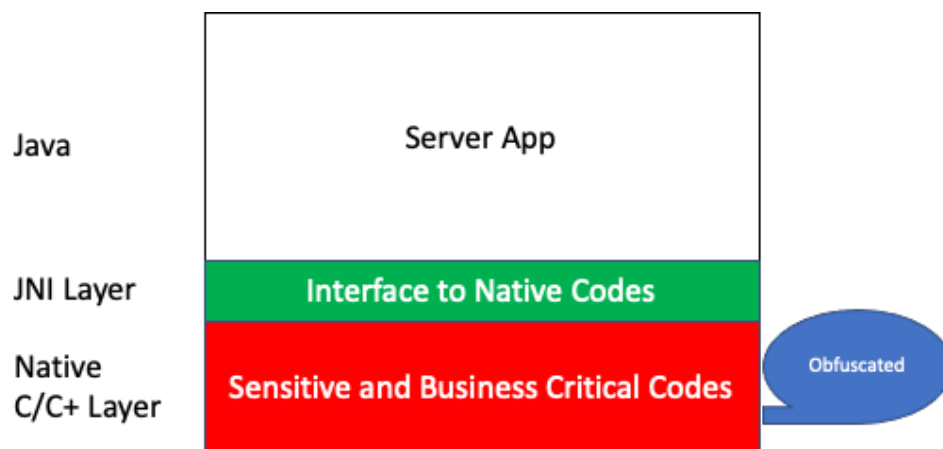 Java
Server App
JNI Layer
Interface to Native Codes
Native
C/C+ Layer
Sensitive and Business Critical Codes
Obfuscated